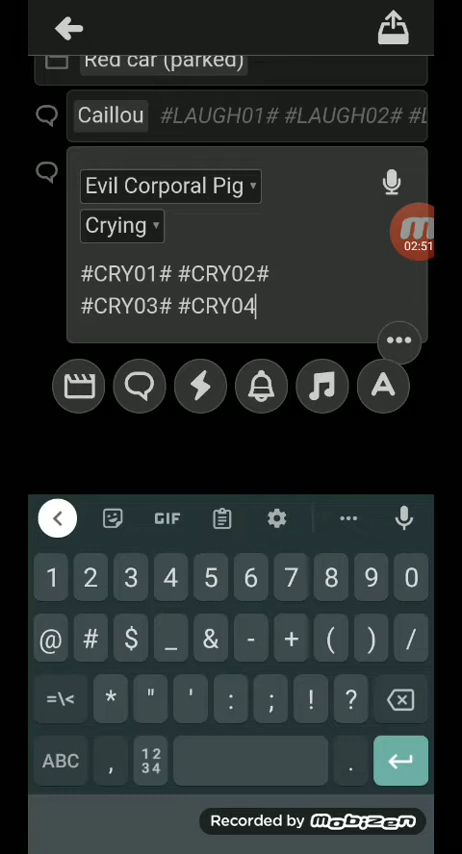 Red car (parked)
Caillou #LAUGH01# #LAUGH02# #L
Evil Corporal Pig
Crying
02:51
#CRY01# #CRY02#
#CRY03# #CRY04
A
GIF
1 2 3 4 5 6 7 8 9 0
@ # $ _ & - + ( ) /
=\< * " ' : ; ! ?
ABC , 12 .
34
Recorded by mobizen